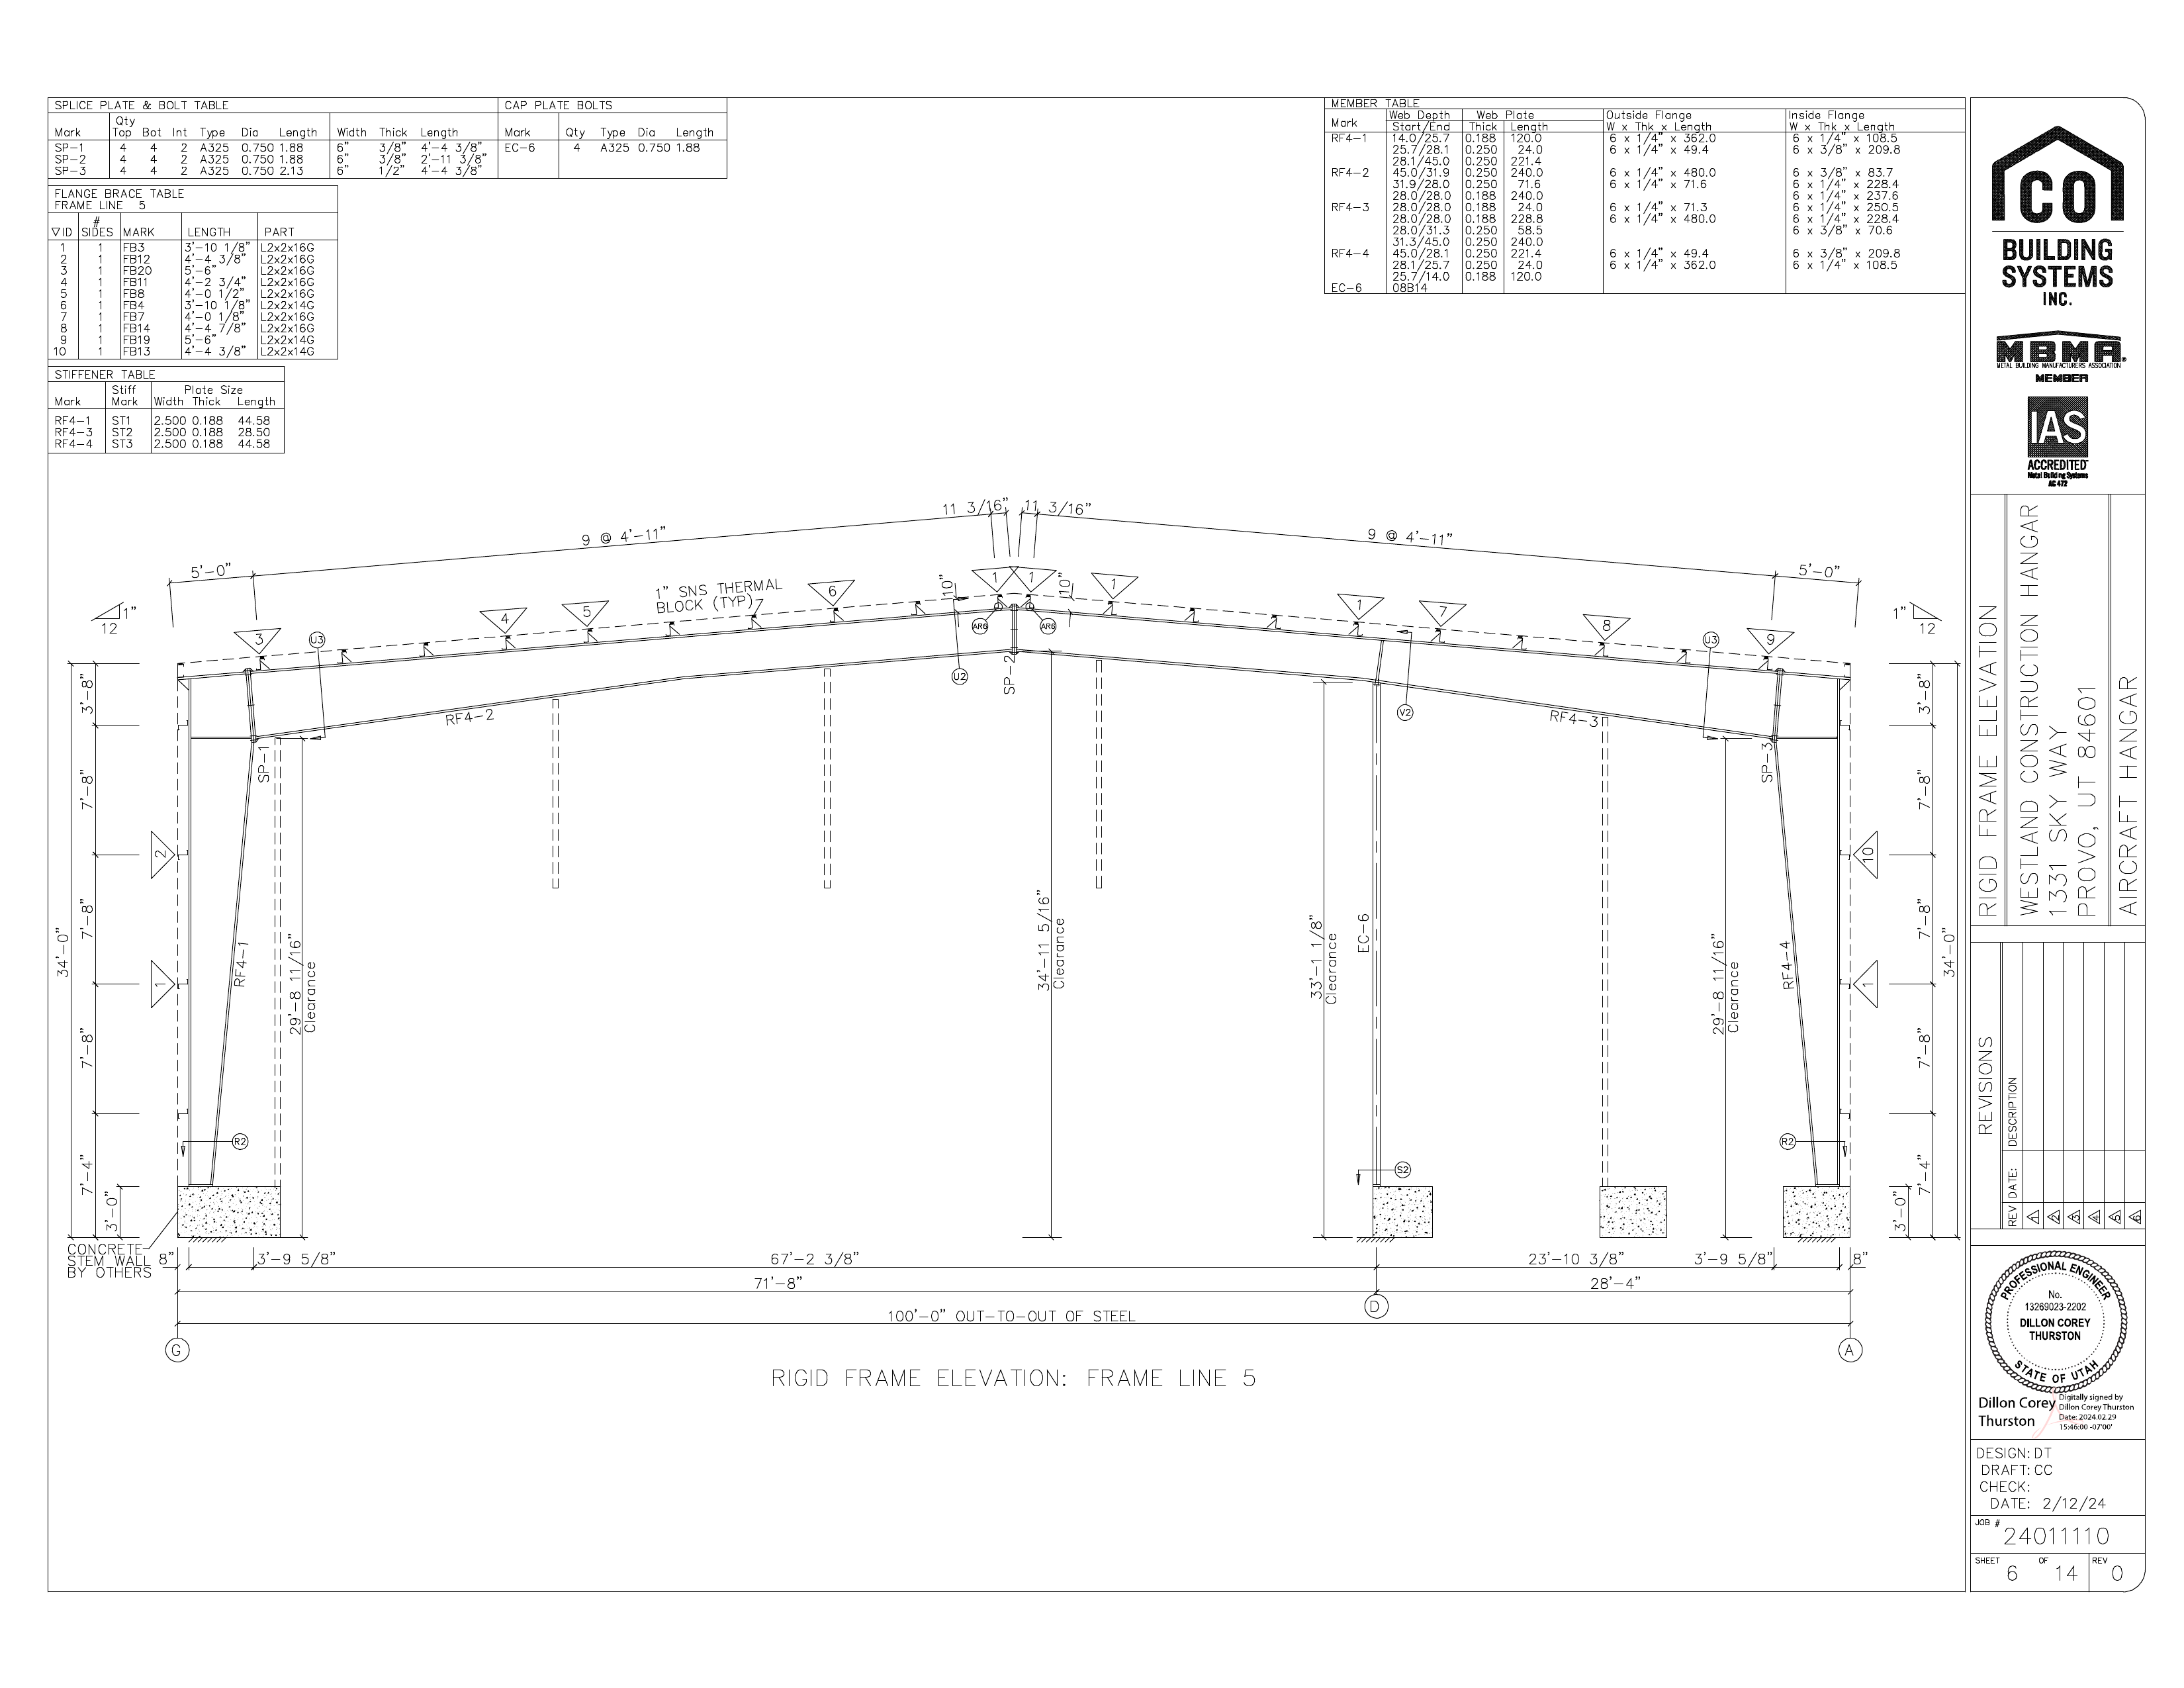 SPLICE PLATE & BOLT TABLE
CAP PLATE BOLTS
Qty
Mark Top Bot Int Type Dia Length Width Thick Length
Mark Qty Type Dia Length
SP-1 4 4 2 A325 0.750 1.88 6" 3/8" 4'-4 3/8"
EC-6 4 A325 0.750 1.88
SP-2 4 4 2 A325 0.750 1.88 6" 3/8" 2'-11 3/8"
SP-3 4 4 2 A325 0.750 2.13 6" 1/2" 4'-4 3/8"
FLANGE BRACE TABLE
FRAME LINE 5
#
▽ID SIDES MARK LENGTH PART
1 1 FB3 3'-10 1/8" L2x2x16G
2 1 FB12 4'-4 3/8" L2x2x16G
3 1 FB20 5'-6" L2x2x16G
4 1 FB11 4'-2 3/4" L2x2x16G
5 1 FB8 4'-0 1/2" L2x2x16G
6 1 FB4 3'-10 1/8" L2x2x14G
7 1 FB7 4'-0 1/8" L2x2x16G
8 1 FB14 4'-4 7/8" L2x2x16G
9 1 FB19 5'-6" L2x2x14G
10 1 FB13 4'-4 3/8" L2x2x14G
STIFFENER TABLE
Stiff Plate Size
Mark Mark Width Thick Length
RF4-1 ST1 2.500 0.188 44.58
RF4-3 ST2 2.500 0.188 28.50
RF4-4 ST3 2.500 0.188 44.58
MEMBER TABLE
Web Depth Web Plate Outside Flange Inside Flange
Mark Start/End Thick Length W x Thk x Length W x Thk x Length
RF4-1 14.0/25.7 0.188 120.0 6 x 1/4" x 362.0 6 x 1/4" x 108.5
25.7/28.1 0.250 24.0 6 x 1/4" x 49.4 6 x 3/8" x 209.8
28.1/45.0 0.250 221.4
RF4-2 45.0/31.9 0.250 240.0 6 x 1/4" x 480.0 6 x 3/8" x 83.7
31.9/28.0 0.250 71.6 6 x 1/4" x 71.6 6 x 1/4" x 228.4
28.0/28.0 0.188 240.0 6 x 1/4" x 237.6
RF4-3 28.0/28.0 0.188 24.0 6 x 1/4" x 71.3 6 x 1/4" x 250.5
28.0/28.0 0.188 228.8 6 x 1/4" x 480.0 6 x 1/4" x 228.4
28.0/31.3 0.250 58.5 6 x 3/8" x 70.6
31.3/45.0 0.250 240.0
RF4-4 45.0/28.1 0.250 221.4 6 x 1/4" x 49.4 6 x 3/8" x 209.8
28.1/25.7 0.250 24.0 6 x 1/4" x 362.0 6 x 1/4" x 108.5
25.7/14.0 0.188 120.0
EC-6 08B14
11 3/16" 11 3/16"
9 @ 4'-11" 9 @ 4'-11"
5'-0" 5'-0"
1" SNS THERMAL
BLOCK (TYP)
10" 10"
1"
12
1"
12
3 4 5 6 1 1 1 1 7 8 9
U3 AR6 AR6 U2 V2 U3
SP-1 RF4-2 SP-2 RF4-3 SP-3
34'-0"
3'-8"
7'-8"
7'-8"
7'-8"
7'-4"
3'-0"
2
1
RF4-1
29'-8 11/16"
Clearance
34'-11 5/16"
Clearance
33'-1 1/8"
Clearance
EC-6
29'-8 11/16"
Clearance
RF4-4
10
1
3'-8"
7'-8"
7'-8"
7'-8"
7'-4"
3'-0"
34'-0"
R2 S2 R2
CONCRETE
STEM WALL
BY OTHERS
8" 3'-9 5/8" 67'-2 3/8" 23'-10 3/8" 3'-9 5/8" 8"
71'-8" 28'-4"
100'-0" OUT-TO-OUT OF STEEL
G D A
RIGID FRAME ELEVATION: FRAME LINE 5
CO
BUILDING
SYSTEMS
INC.
MBMA®
METAL BUILDING MANUFACTURERS ASSOCIATION
MEMBER
IAS
ACCREDITED
Metal Building Systems
AC 472
RIGID FRAME ELEVATION
WESTLAND CONSTRUCTION HANGAR
1331 SKY WAY
PROVO, UT 84601
AIRCRAFT HANGAR
REVISIONS
REV DATE: DESCRIPTION
1
2
3
4
5
6
PROFESSIONAL ENGINEER
No.
13269023-2202
DILLON COREY
THURSTON
STATE OF UTAH
Dillon Corey
Thurston
Digitally signed by
Dillon Corey Thurston
Date: 2024.02.29
15:46:00 -07'00'
DESIGN: DT
DRAFT: CC
CHECK:
DATE: 2/12/24
JOB #
24011110
SHEET 6 OF 14 REV 0